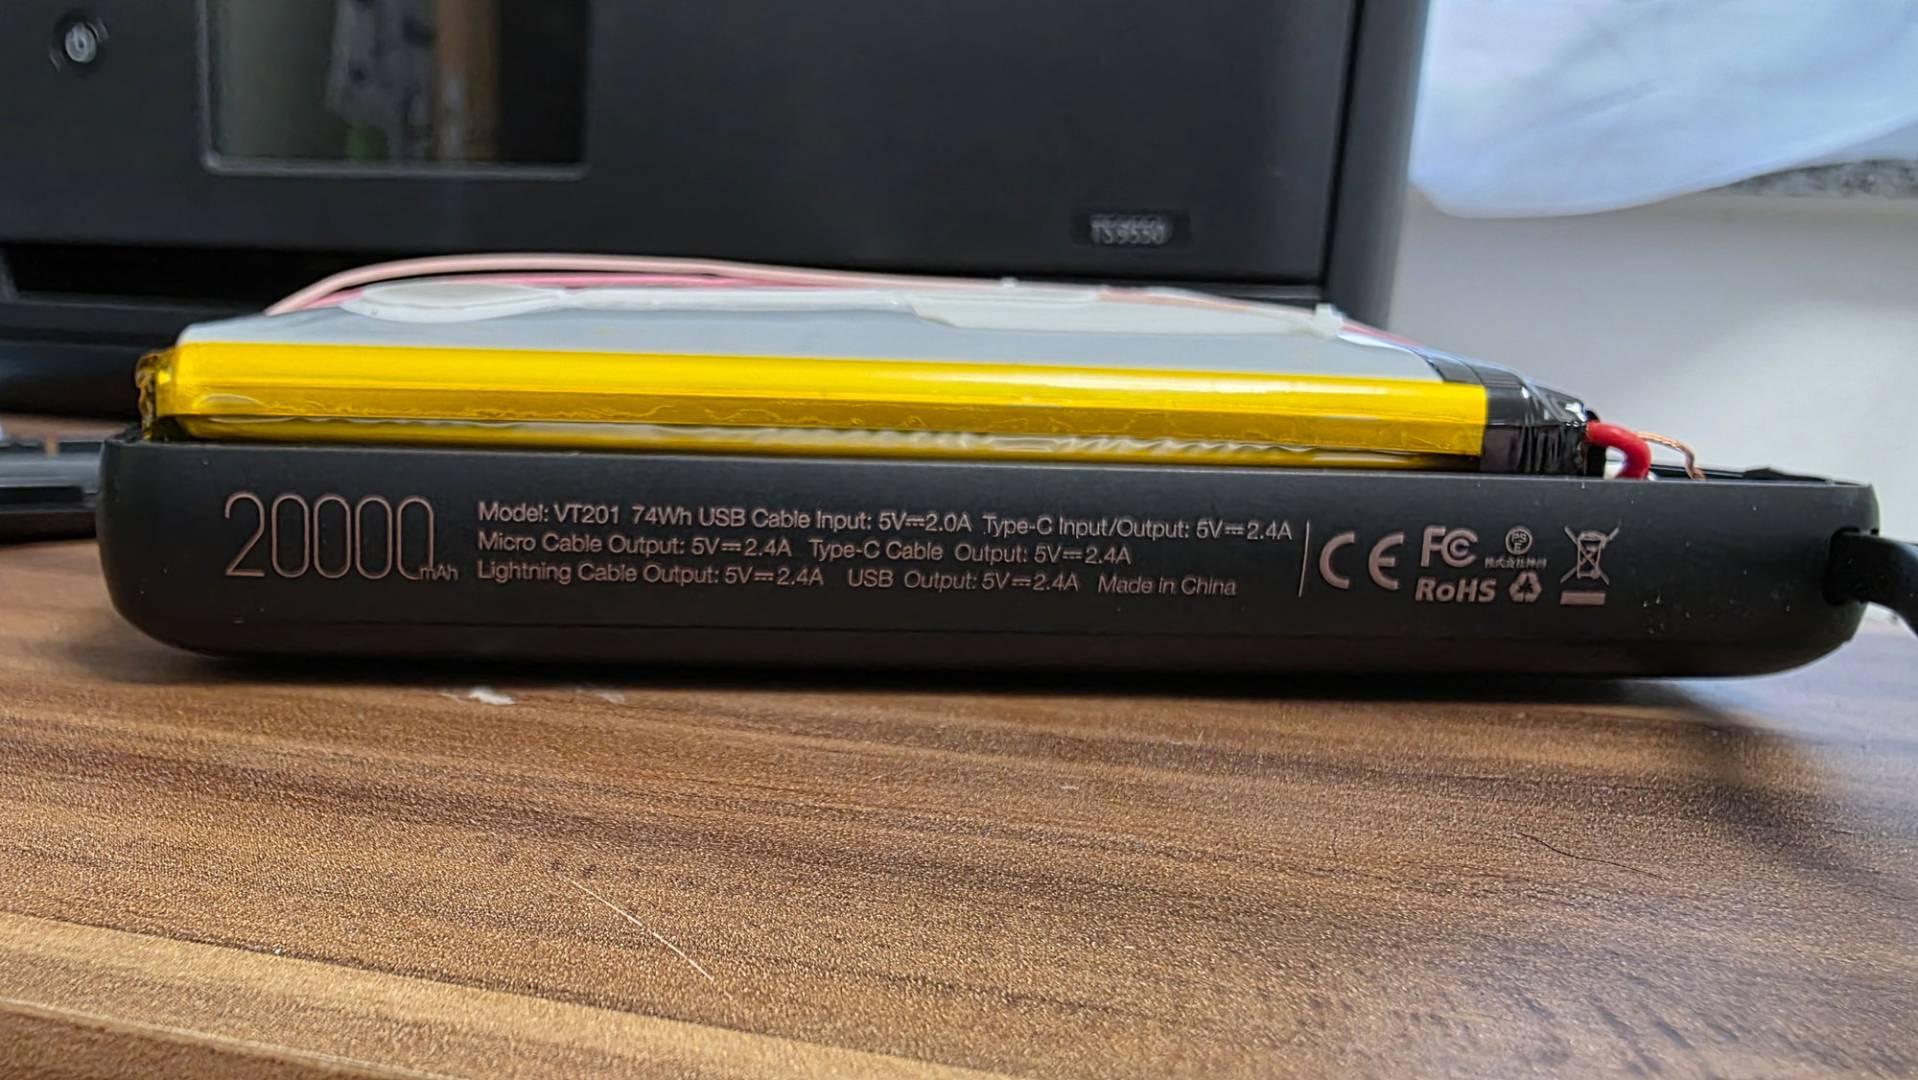 TS9550
20000mAh
Model: VT201 74Wh USB Cable Input: 5V⎓2.0A Type-C Input/Output: 5V⎓2.4A
Micro Cable Output: 5V⎓2.4A Type-C Cable Output: 5V⎓2.4A
Lightning Cable Output: 5V⎓2.4A USB Output: 5V⎓2.4A Made in China
CE FC PSE
RoHS